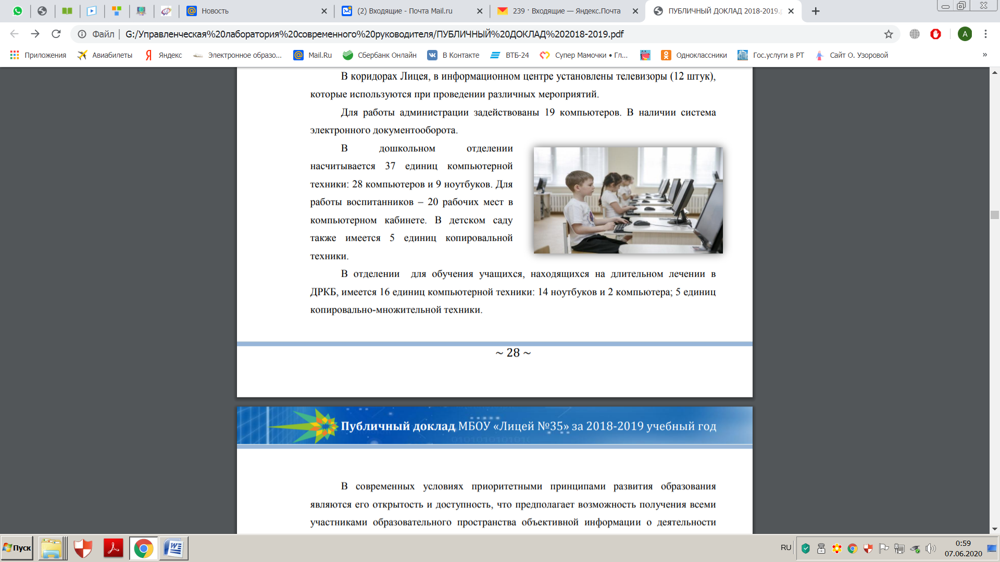 Новость
(2) Входящие - Почта Mail.ru
239 · Входящие — Яндекс.Почта
ПУБЛИЧНЫЙ ДОКЛАД 2018-2019.p
Файл
G:/Управленческая%20лаборатория%20современного%20руководителя/ПУБЛИЧНЫЙ%20ДОКЛАД%202018-2019.pdf
A
Приложения
Авиабилеты
Яндекс
Электронное образо...
Mail.Ru
Сбербанк Онлайн
В Контакте
ВТБ-24
Супер Мамочки • Гл...
Одноклассники
Гос.услуги в РТ
Сайт О. Узоровой
»
В коридорах Лицея, в информационном центре установлены телевизоры (12 штук),
которые используются при проведении различных мероприятий.
Для работы администрации задействованы 19 компьютеров. В наличии система
электронного документооборота.
В дошкольном отделении
насчитывается 37 единиц компьютерной
техники: 28 компьютеров и 9 ноутбуков. Для
работы воспитанников – 20 рабочих мест в
компьютерном кабинете. В детском саду
также имеется 5 единиц копировальной
техники.
В отделении для обучения учащихся, находящихся на длительном лечении в
ДРКБ, имеется 16 единиц компьютерной техники: 14 ноутбуков и 2 компьютера; 5 единиц
копировально-множительной техники.
~ 28 ~
Публичный доклад МБОУ «Лицей №35» за 2018-2019 учебный год
В современных условиях приоритетными принципами развития образования
являются его открытость и доступность, что предполагает возможность получения всеми
участниками образовательного пространства объективной информации о деятельности
Пуск
RU
0:59
07.06.2020